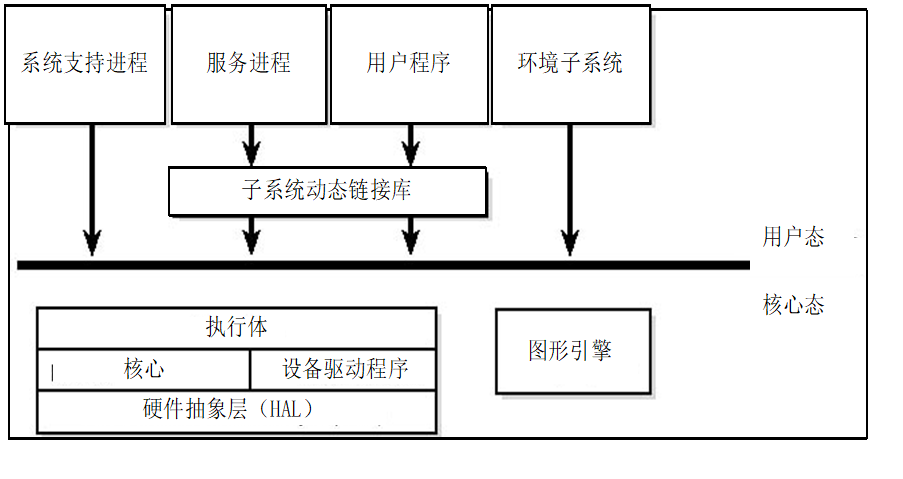 系统支持进程
服务进程
用户程序
环境子系统
子系统动态链接库
用户态
核心态
执行体
核心
设备驱动程序
硬件抽象层（HAL）
图形引擎